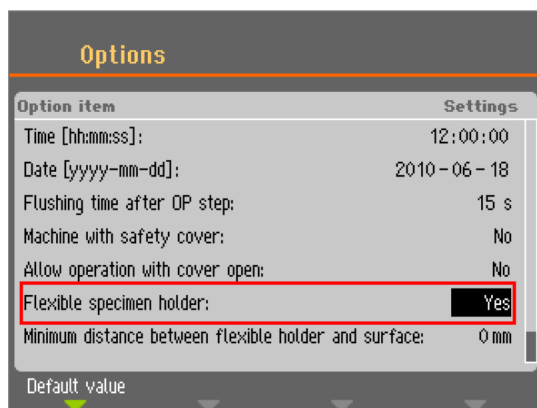 Options
Option item Settings
Time [hh:mm:ss]: 12:00:00
Date [yyyy-mm-dd]: 2010-06-18
Flushing time after OP step: 15 s
Machine with safety cover: No
Allow operation with cover open: No
Flexible specimen holder: Yes
Minimum distance between flexible holder and surface: 0 mm
Default value